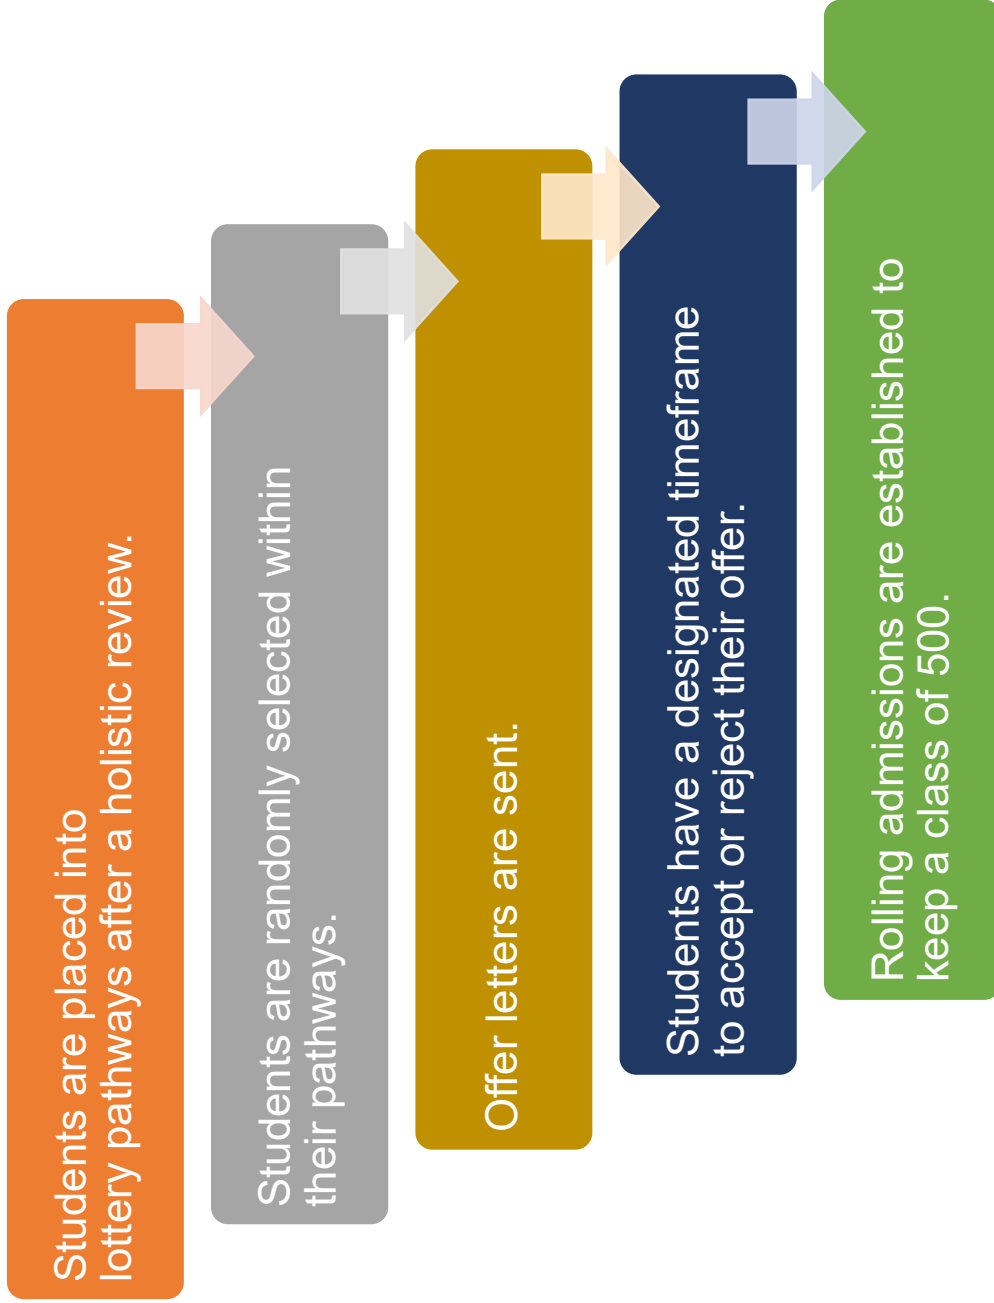 Students are placed into
lottery pathways after a holistic review.
Students are randomly selected within
their pathways.
Offer letters are sent.
Students have a designated timeframe
to accept or reject their offer.
Rolling admissions are established to
keep a class of 500.